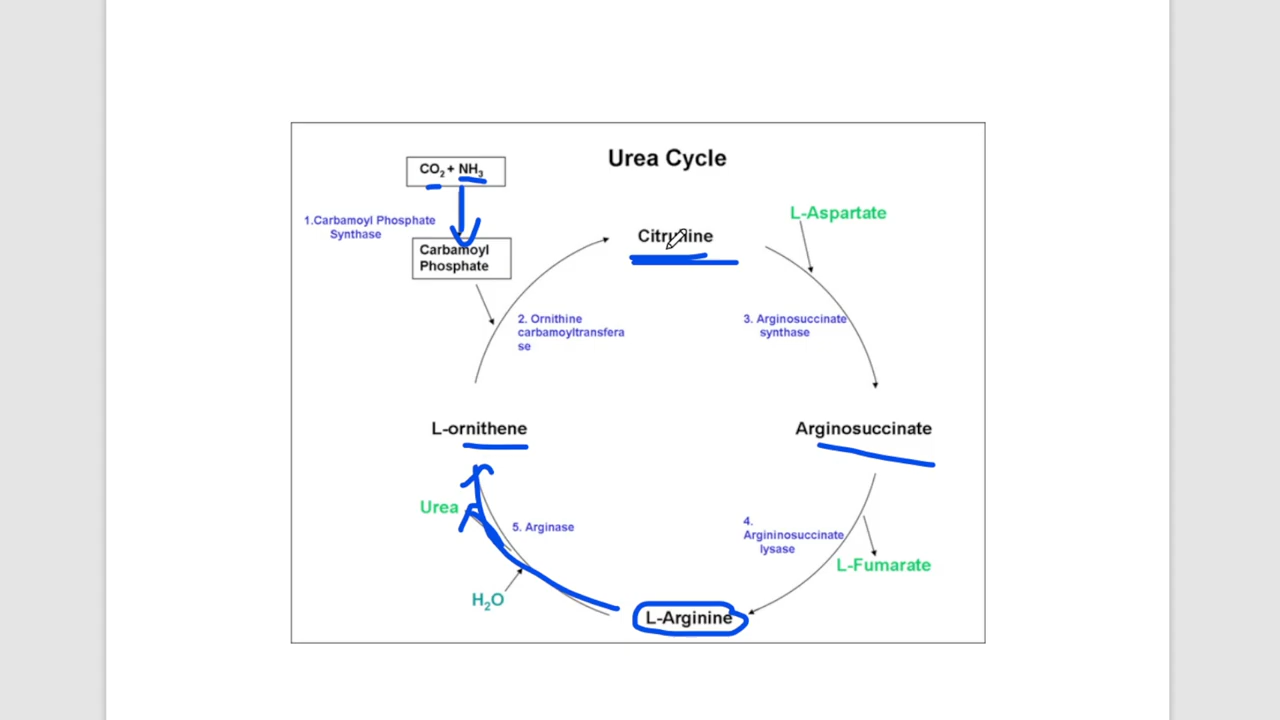 Urea Cycle
CO₂ + NH₃
1.Carbamoyl Phosphate
Synthase
Carbamoyl
Phosphate
Citrulline
L-Aspartate
2. Ornithine
carbamoyltransfera
se
3. Arginosuccinate
synthase
L-ornithene
Arginosuccinate
Urea
5. Arginase
4.
Argininosuccinate
lysase
L-Fumarate
H₂O
L-Arginine